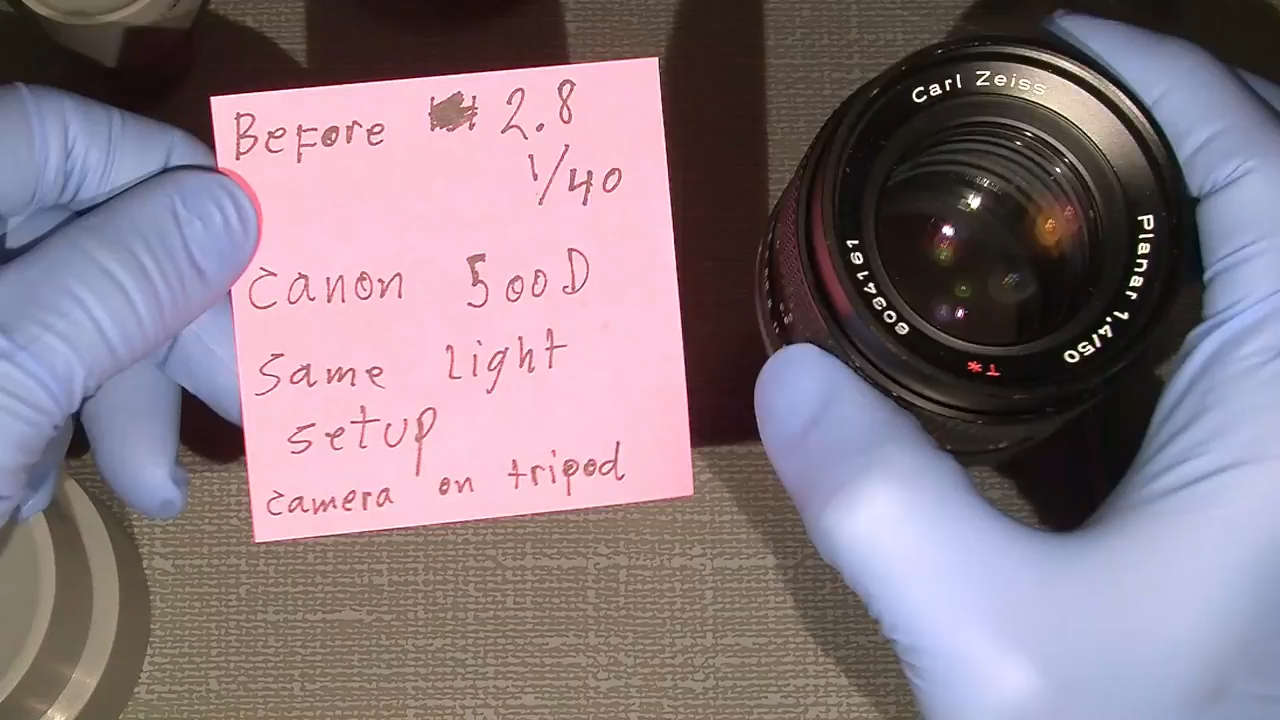 Before 2.8
1/40
Canon 500D
Same Light
setup
camera on tripod
Carl Zeiss
Planar 1,4/50
T*
6034161